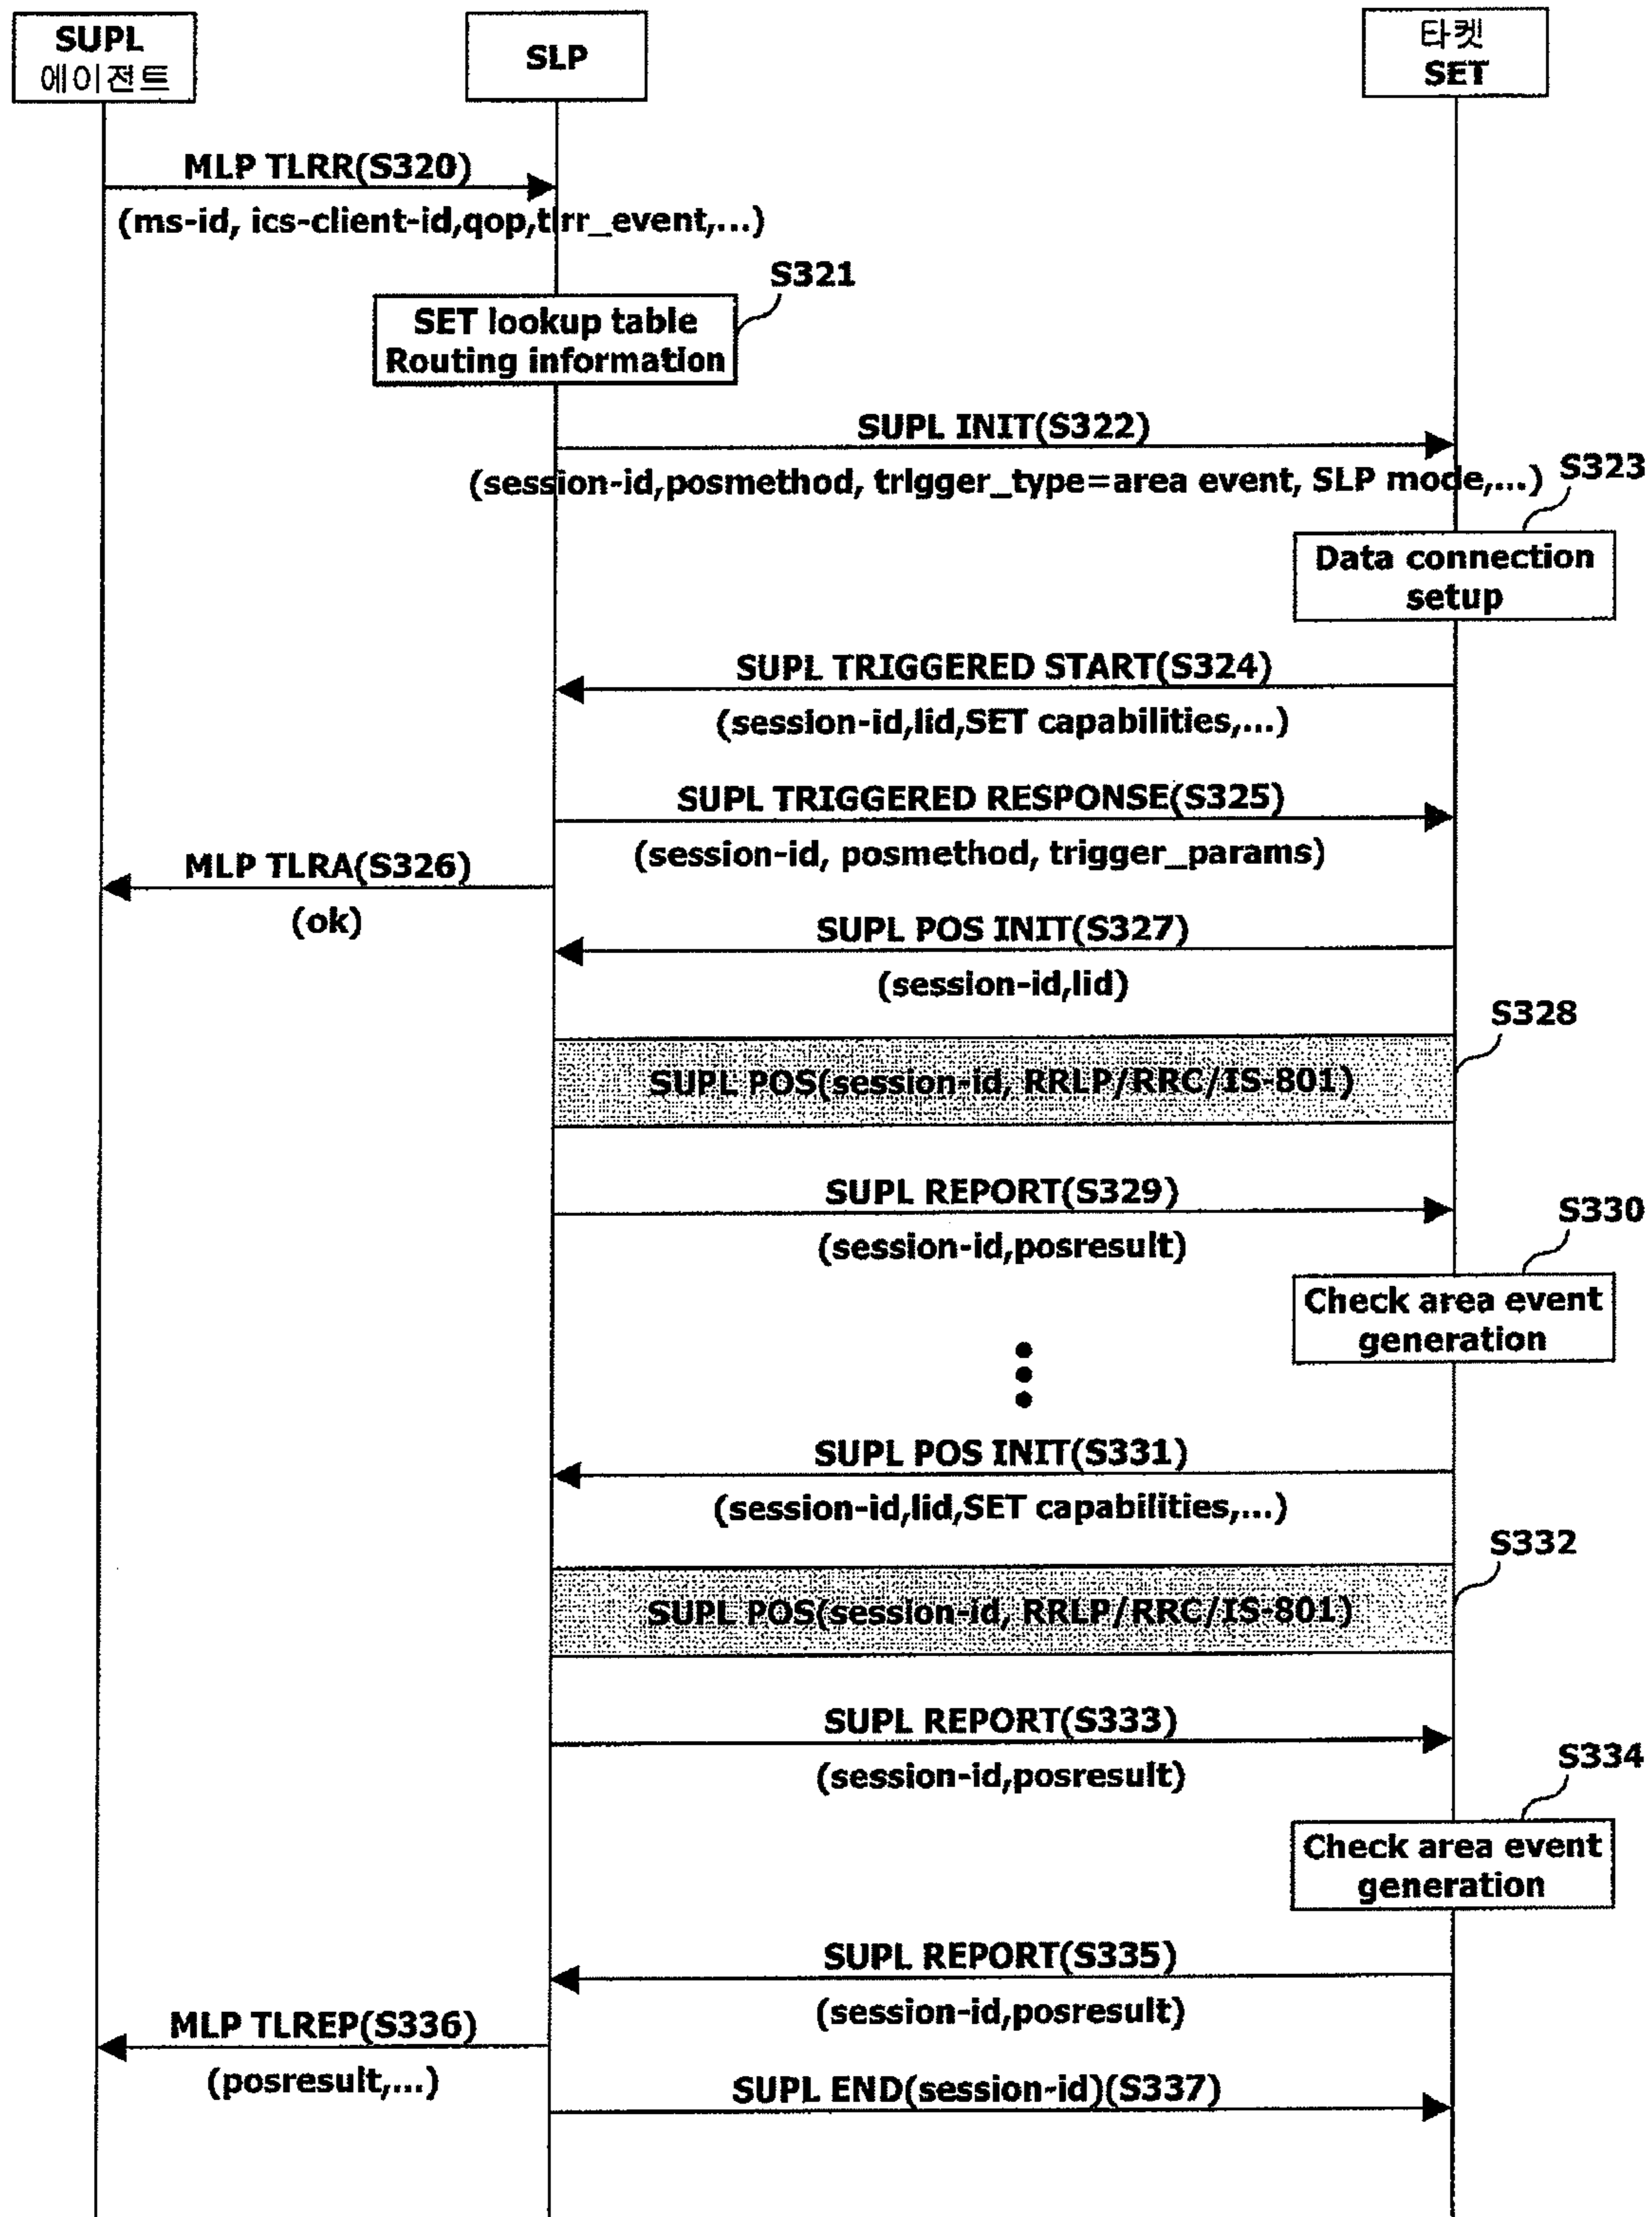 SUPL
에이전트
SLP
타켓
SET
MLP TLRR(S320)
(ms-id, ics-client-id,qop,tlrr_event,...)
S321
SET lookup table
Routing information
SUPL INIT(S322)
(session-id,posmethod, trigger_type=area event, SLP mode,...)
S323
Data connection
setup
SUPL TRIGGERED START(S324)
(session-id,lid,SET capabilities,...)
SUPL TRIGGERED RESPONSE(S325)
(session-id, posmethod, trigger_params)
MLP TLRA(S326)
(ok)
SUPL POS INIT(S327)
(session-id,lid)
S328
SUPL POS(session-id, RRLP/RRC/IS-801)
SUPL REPORT(S329)
(session-id,posresult)
S330
Check area event
generation
SUPL POS INIT(S331)
(session-id,lid,SET capabilities,...)
S332
SUPL POS(session-id, RRLP/RRC/IS-801)
SUPL REPORT(S333)
(session-id,posresult)
S334
Check area event
generation
SUPL REPORT(S335)
(session-id,posresult)
MLP TLREP(S336)
(posresult,...)
SUPL END(session-id)(S337)